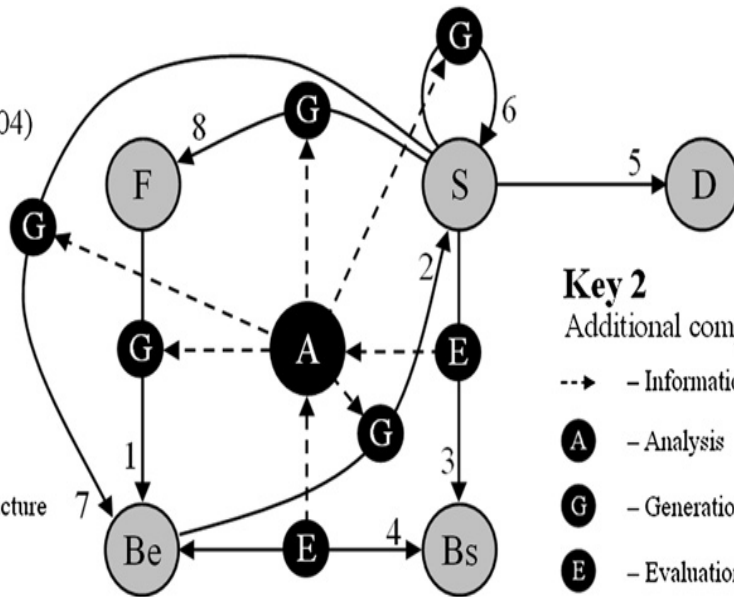 G
04)
8
G
6
F
S
5
D
G
2
Key 2
Additional com
G
A
E
– Informatio
A
– Analysis
G
1
3
cture
7
G
– Generatio
Be
E
4
Bs
E
– Evaluation